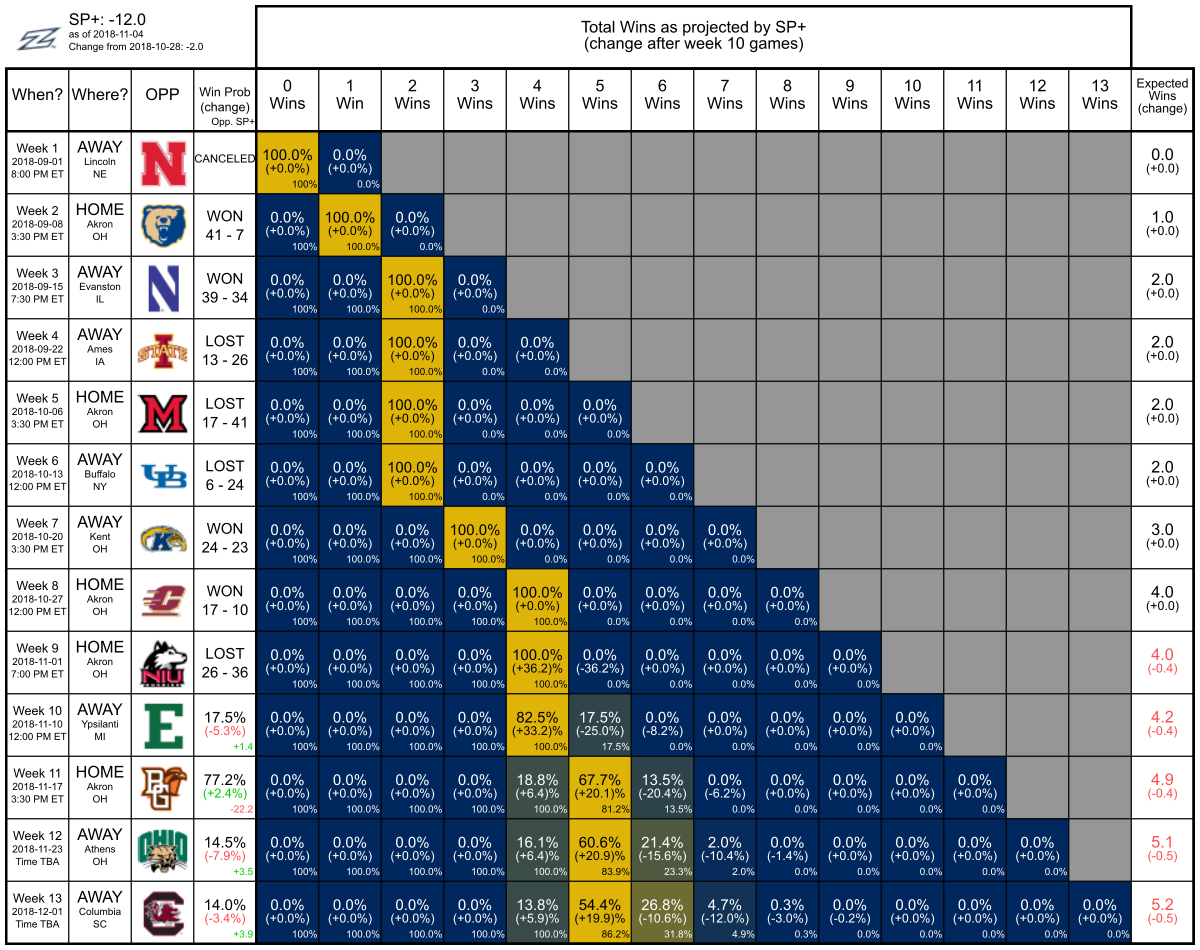 SP+: -12.0
as of 2018-11-04
Change from 2018-10-28: -2.0
Total Wins as projected by SP+
(change after week 10 games)
When? Where? OPP Win Prob (change) Opp. SP+ 0 Wins 1 Win 2 Wins 3 Wins 4 Wins 5 Wins 6 Wins 7 Wins 8 Wins 9 Wins 10 Wins 11 Wins 12 Wins 13 Wins Expected Wins (change)
Week 1 AWAY N CANCELED 100.0% 0.0% 0.0
2018-09-01 Lincoln (+0.0%) (+0.0%) (+0.0)
8:00 PM ET NE 100% 0.0%
Week 2 HOME WON 0.0% 100.0% 0.0% 1.0
2018-09-08 Akron 41 - 7 (+0.0%) (+0.0%) (+0.0%) (+0.0)
3:30 PM ET OH 100% 100.0% 0.0%
Week 3 AWAY N WON 0.0% 0.0% 100.0% 0.0% 2.0
2018-09-15 Evanston 39 - 34 (+0.0%) (+0.0%) (+0.0%) (+0.0%) (+0.0)
7:30 PM ET IL 100% 100.0% 100.0% 0.0%
Week 4 AWAY I STATE LOST 0.0% 0.0% 100.0% 0.0% 0.0% 2.0
2018-09-22 Ames 13 - 26 (+0.0%) (+0.0%) (+0.0%) (+0.0%) (+0.0%) (+0.0)
12:00 PM ET IA 100% 100.0% 100.0% 0.0% 0.0%
Week 5 HOME M LOST 0.0% 0.0% 100.0% 0.0% 0.0% 0.0% 2.0
2018-10-06 Akron 17 - 41 (+0.0%) (+0.0%) (+0.0%) (+0.0%) (+0.0%) (+0.0%) (+0.0)
3:30 PM ET OH 100% 100.0% 100.0% 0.0% 0.0% 0.0%
Week 6 AWAY UB LOST 0.0% 0.0% 100.0% 0.0% 0.0% 0.0% 0.0% 2.0
2018-10-13 Buffalo 6 - 24 (+0.0%) (+0.0%) (+0.0%) (+0.0%) (+0.0%) (+0.0%) (+0.0%) (+0.0)
12:00 PM ET NY 100% 100.0% 100.0% 0.0% 0.0% 0.0% 0.0%
Week 7 AWAY K WON 0.0% 0.0% 0.0% 100.0% 0.0% 0.0% 0.0% 0.0% 3.0
2018-10-20 Kent 24 - 23 (+0.0%) (+0.0%) (+0.0%) (+0.0%) (+0.0%) (+0.0%) (+0.0%) (+0.0%) (+0.0)
3:30 PM ET OH 100% 100.0% 100.0% 100.0% 0.0% 0.0% 0.0% 0.0%
Week 8 HOME C WON 0.0% 0.0% 0.0% 0.0% 100.0% 0.0% 0.0% 0.0% 0.0% 4.0
2018-10-27 Akron 17 - 10 (+0.0%) (+0.0%) (+0.0%) (+0.0%) (+0.0%) (+0.0%) (+0.0%) (+0.0%) (+0.0%) (+0.0)
12:00 PM ET OH 100% 100.0% 100.0% 100.0% 100.0% 0.0% 0.0% 0.0% 0.0%
Week 9 HOME NIU LOST 0.0% 0.0% 0.0% 0.0% 100.0% 0.0% 0.0% 0.0% 0.0% 0.0% 4.0
2018-11-01 Akron 26 - 36 (+0.0%) (+0.0%) (+0.0%) (+0.0%) (+36.2)% (-36.2%) (+0.0%) (+0.0%) (+0.0%) (+0.0%) (-0.4)
7:00 PM ET OH HUSKIES 100% 100.0% 100.0% 100.0% 100.0% 0.0% 0.0% 0.0% 0.0% 0.0%
Week 10 AWAY E 17.5% 0.0% 0.0% 0.0% 0.0% 82.5% 17.5% 0.0% 0.0% 0.0% 0.0% 0.0% 4.2
2018-11-10 Ypsilanti (-5.3%) (+0.0%) (+0.0%) (+0.0%) (+0.0%) (+33.2)% (-25.0%) (-8.2%) (+0.0%) (+0.0%) (+0.0%) (+0.0%) (-0.4)
12:00 PM ET MI +1.4 100% 100.0% 100.0% 100.0% 100.0% 17.5% 0.0% 0.0% 0.0% 0.0% 0.0%
Week 11 HOME BG 77.2% 0.0% 0.0% 0.0% 0.0% 18.8% 67.7% 13.5% 0.0% 0.0% 0.0% 0.0% 0.0% 4.9
2018-11-17 Akron (+2.4%) (+0.0%) (+0.0%) (+0.0%) (+0.0%) (+6.4)% (+20.1)% (-20.4%) (-6.2%) (+0.0%) (+0.0%) (+0.0%) (+0.0%) (-0.4)
3:30 PM ET OH -22.2 100% 100.0% 100.0% 100.0% 100.0% 81.2% 13.5% 0.0% 0.0% 0.0% 0.0% 0.0%
Week 12 AWAY OHIO 14.5% 0.0% 0.0% 0.0% 0.0% 16.1% 60.6% 21.4% 2.0% 0.0% 0.0% 0.0% 0.0% 0.0% 5.1
2018-11-23 Athens (-7.9%) (+0.0%) (+0.0%) (+0.0%) (+0.0%) (+6.4)% (+20.9)% (-15.6%) (-10.4%) (-1.4%) (+0.0%) (+0.0%) (+0.0%) (+0.0%) (-0.5)
Time TBA OH +3.5 100% 100.0% 100.0% 100.0% 100.0% 83.9% 23.3% 2.0% 0.0% 0.0% 0.0% 0.0% 0.0%
Week 13 AWAY C 14.0% 0.0% 0.0% 0.0% 0.0% 13.8% 54.4% 26.8% 4.7% 0.3% 0.0% 0.0% 0.0% 0.0% 0.0% 5.2
2018-12-01 Columbia (-3.4%) (+0.0%) (+0.0%) (+0.0%) (+0.0%) (+5.9)% (+19.9)% (-10.6%) (-12.0%) (-3.0%) (-0.2%) (+0.0%) (+0.0%) (+0.0%) (+0.0%) (-0.5)
Time TBA SC +3.9 100% 100.0% 100.0% 100.0% 100.0% 86.2% 31.8% 4.9% 0.3% 0.0% 0.0% 0.0% 0.0% 0.0%